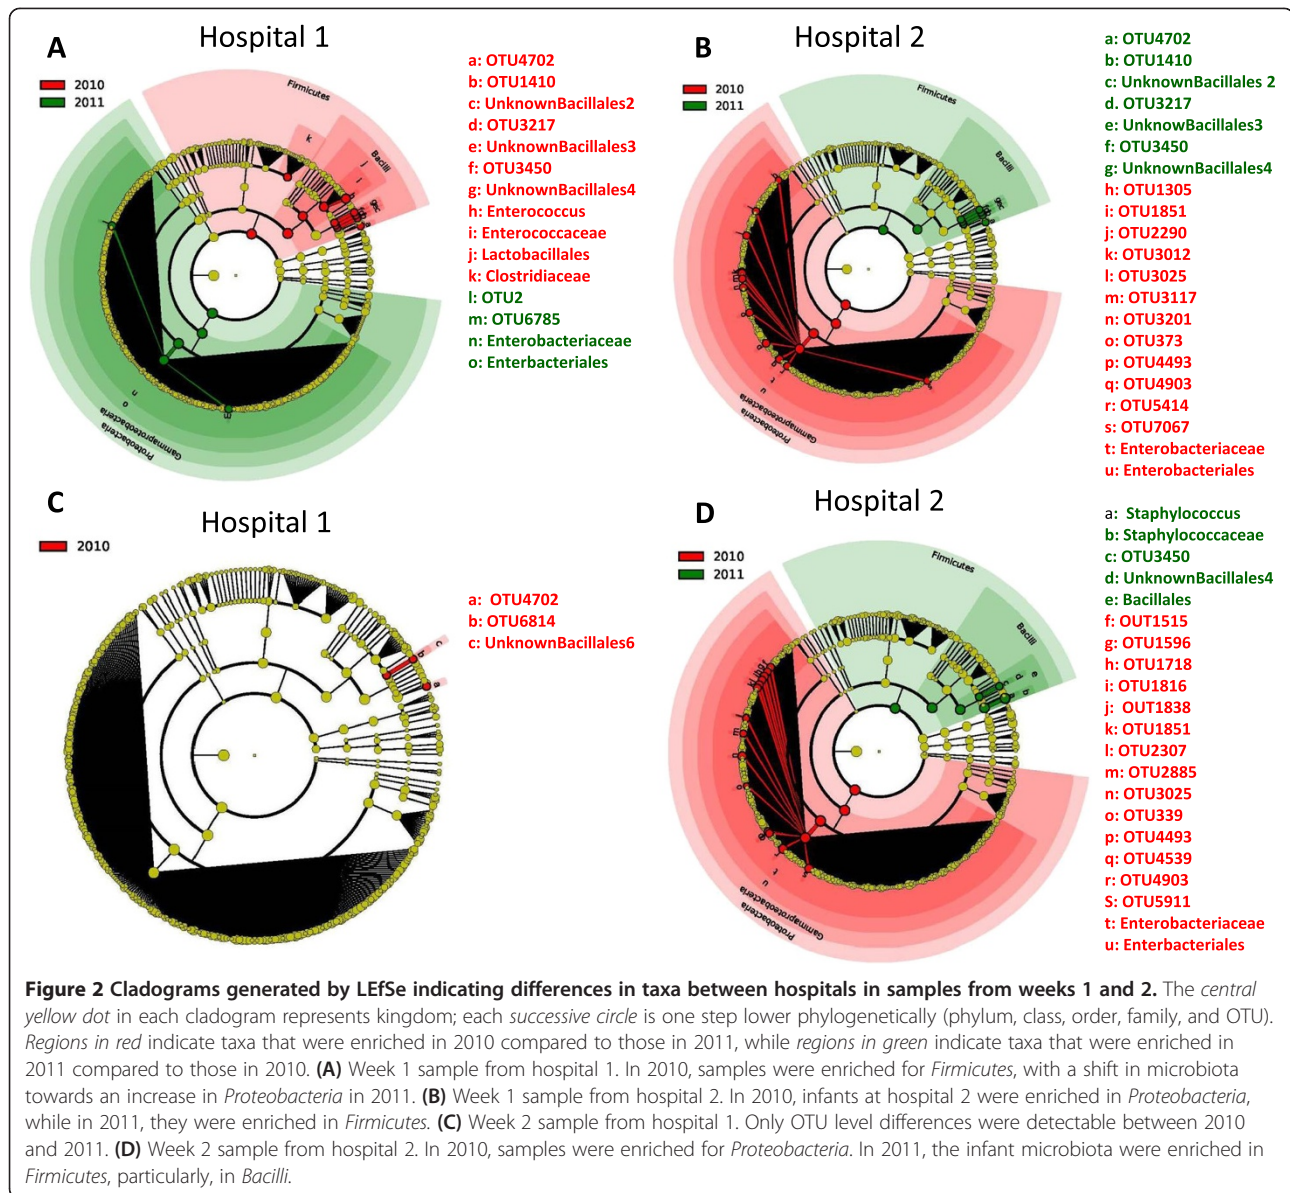 A
Hospital 1
2010
2011
Firmicutes
Bacilli
k
j
i
n
o
Gammaproteobacteria
Proteobacteria
a: OTU4702
b: OTU1410
c: UnknownBacillales2
d: OTU3217
e: UnknownBacillales3
f: OTU3450
g: UnknownBacillales4
h: Enterococcus
i: Enterococcaceae
j: Lactobacillales
k: Clostridiaceae
l: OTU2
m: OTU6785
n: Enterobacteriaceae
o: Enterbacteriales
B
Hospital 2
2010
2011
Firmicutes
Bacilli
t
u
Gammaproteobacteria
Proteobacteria
a: OTU4702
b: OTU1410
c: UnknownBacillales 2
d. OTU3217
e: UnknowBacillales3
f: OTU3450
g: UnknownBacillales4
h: OTU1305
i: OTU1851
j: OTU2290
k: OTU3012
l: OTU3025
m: OTU3117
n: OTU3201
o: OTU373
p: OTU4493
q: OTU4903
r: OTU5414
s: OTU7067
t: Enterobacteriaceae
u: Enterobacteriales
C
Hospital 1
2010
c
b
a
a: OTU4702
b: OTU6814
c: UnknownBacillales6
D
Hospital 2
2010
2011
Firmicutes
Bacilli
e
d
b
t
u
Gammaproteobacteria
Proteobacteria
a: Staphylococcus
b: Staphylococcaceae
c: OTU3450
d: UnknownBacillales4
e: Bacillales
f: OUT1515
g: OTU1596
h: OTU1718
i: OTU1816
j: OUT1838
k: OTU1851
l: OTU2307
m: OTU2885
n: OTU3025
o: OTU339
p: OTU4493
q: OTU4539
r: OTU4903
S: OTU5911
t: Enterobacteriaceae
u: Enterbacteriales
Figure 2 Cladograms generated by LEfSe indicating differences in taxa between hospitals in samples from weeks 1 and 2. The central
yellow dot in each cladogram represents kingdom; each successive circle is one step lower phylogenetically (phylum, class, order, family, and OTU).
Regions in red indicate taxa that were enriched in 2010 compared to those in 2011, while regions in green indicate taxa that were enriched in
2011 compared to those in 2010. (A) Week 1 sample from hospital 1. In 2010, samples were enriched for Firmicutes, with a shift in microbiota
towards an increase in Proteobacteria in 2011. (B) Week 1 sample from hospital 2. In 2010, infants at hospital 2 were enriched in Proteobacteria,
while in 2011, they were enriched in Firmicutes. (C) Week 2 sample from hospital 1. Only OTU level differences were detectable between 2010
and 2011. (D) Week 2 sample from hospital 2. In 2010, samples were enriched for Proteobacteria. In 2011, the infant microbiota were enriched in
Firmicutes, particularly, in Bacilli.